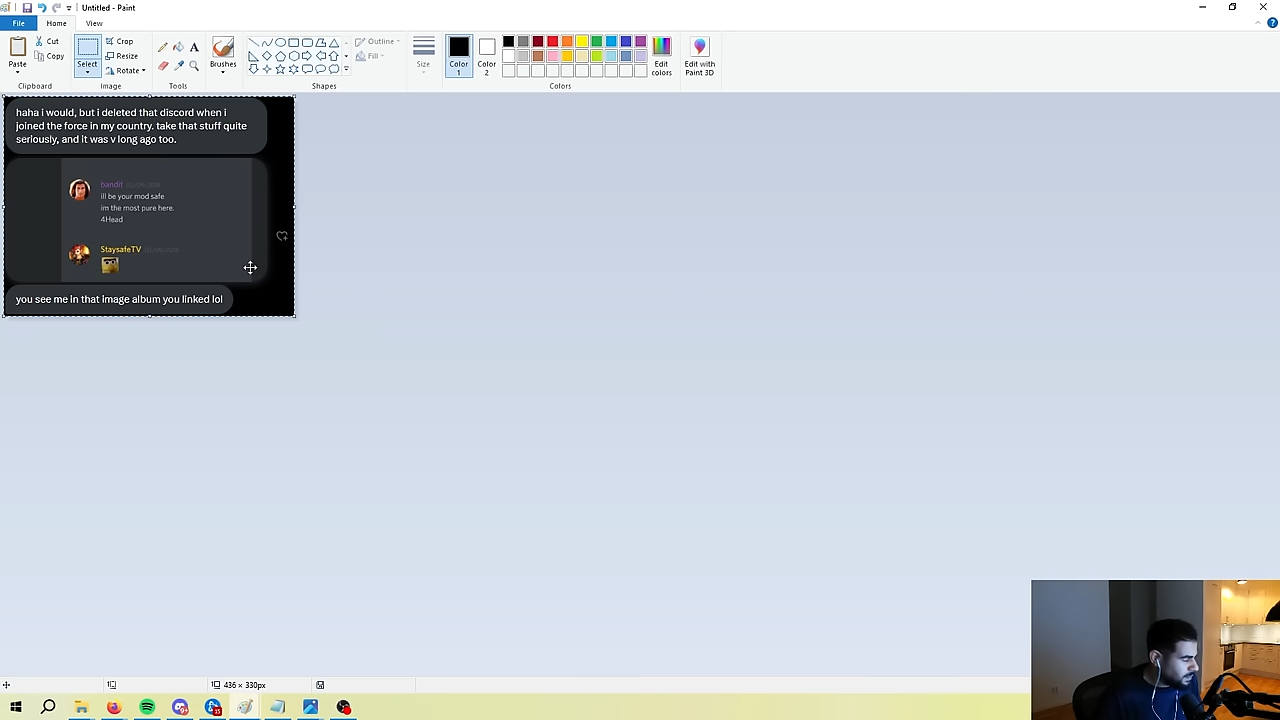 Untitled - Paint
File
Home
View
Paste
Cut
Copy
Clipboard
Select
Crop
Resize
Rotate
Image
A
Tools
Brushes
Outline
Fill
Shapes
Size
Color 1
Color 2
Edit colors
Colors
Edit with Paint 3D
haha i would, but i deleted that discord when i
joined the force in my country. take that stuff quite
seriously, and it was v long ago too.
bandit
ill be your mod safe
im the most pure here.
4Head
StaysafeTV
you see me in that image album you linked lol
436 × 330px